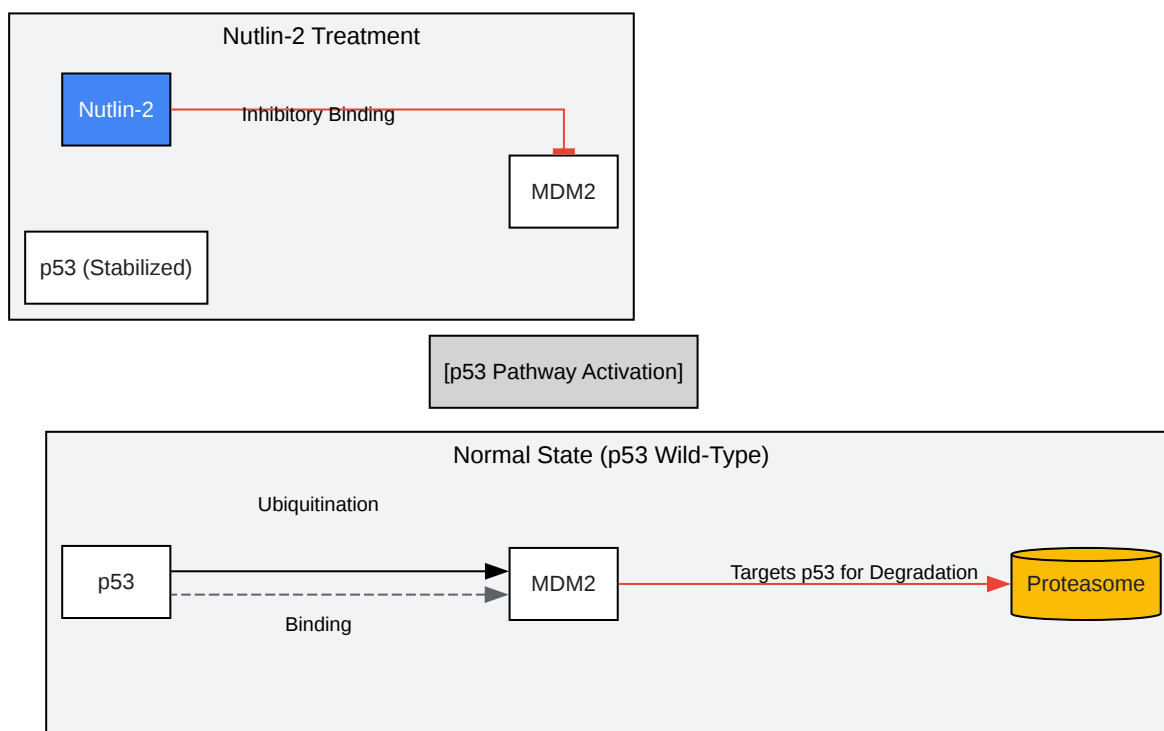 Nutlin-2 Treatment
Nutlin-2
Inhibitory Binding
MDM2
p53 (Stabilized)
[p53 Pathway Activation]
Normal State (p53 Wild-Type)
Ubiquitination
p53
MDM2
Targets p53 for Degradation
Proteasome
Binding